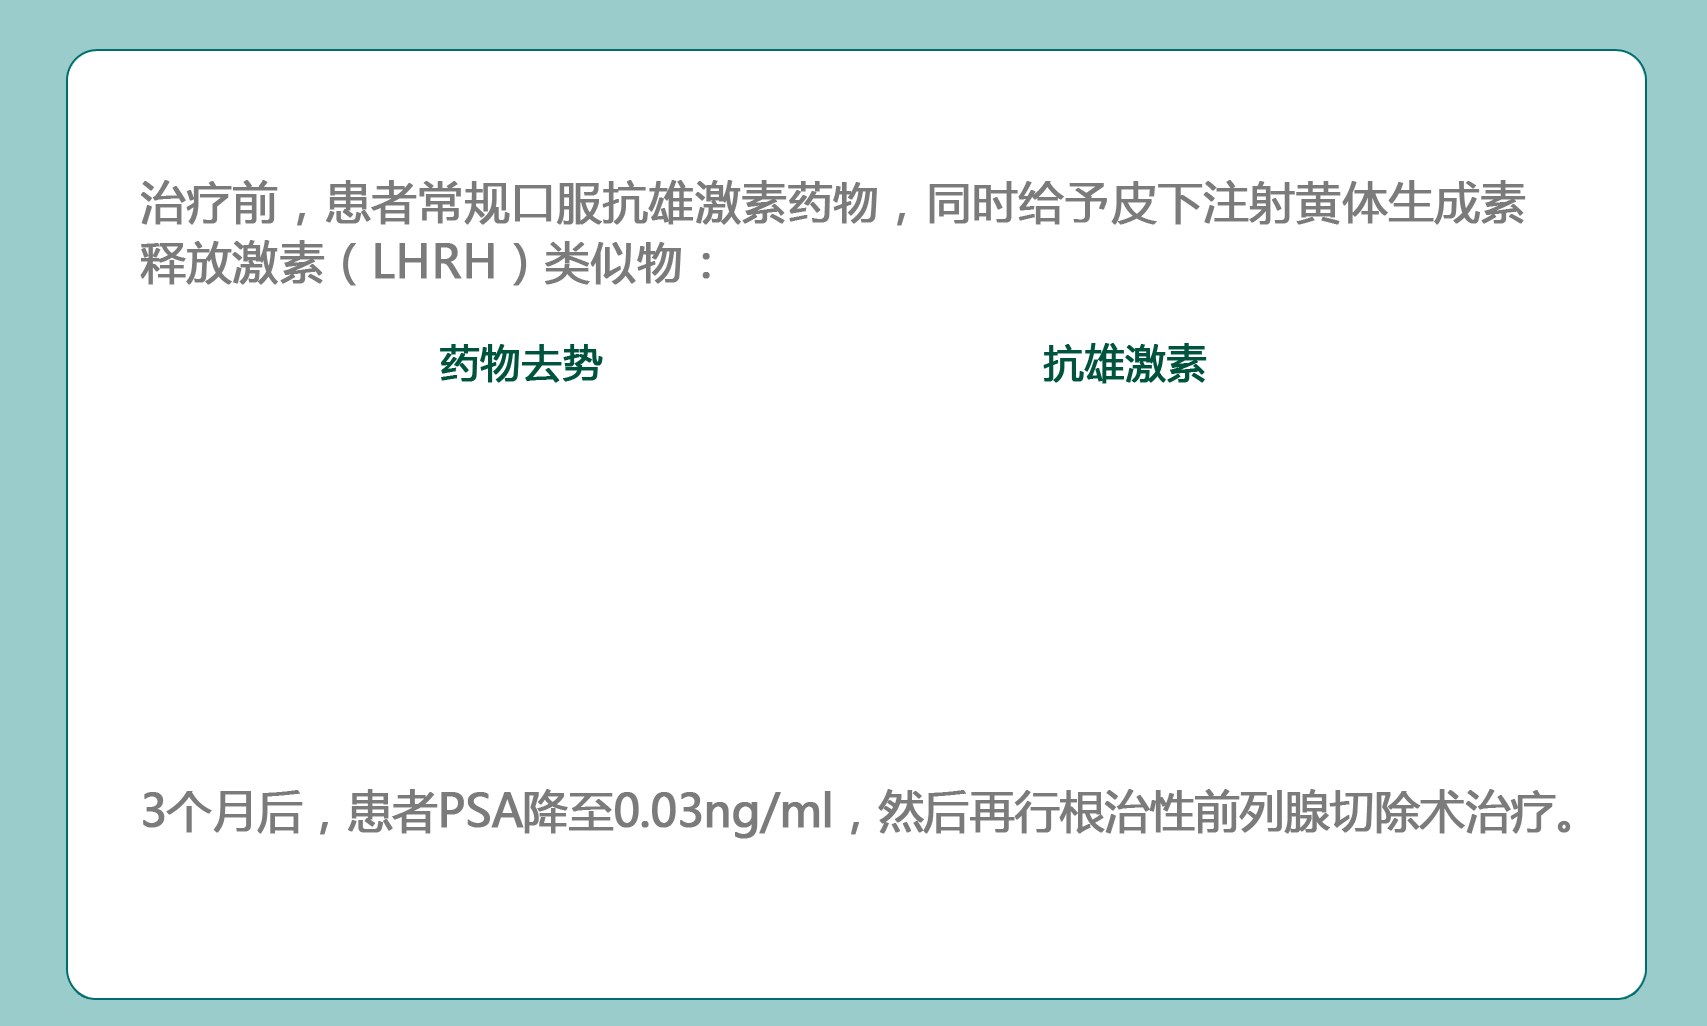 治疗前，患者常规口服抗雄激素药物，同时给予皮下注射黄体生成素
释放激素（LHRH）类似物：
药物去势 抗雄激素
3个月后，患者PSA降至0.03ng/ml，然后再行根治性前列腺切除术治疗。